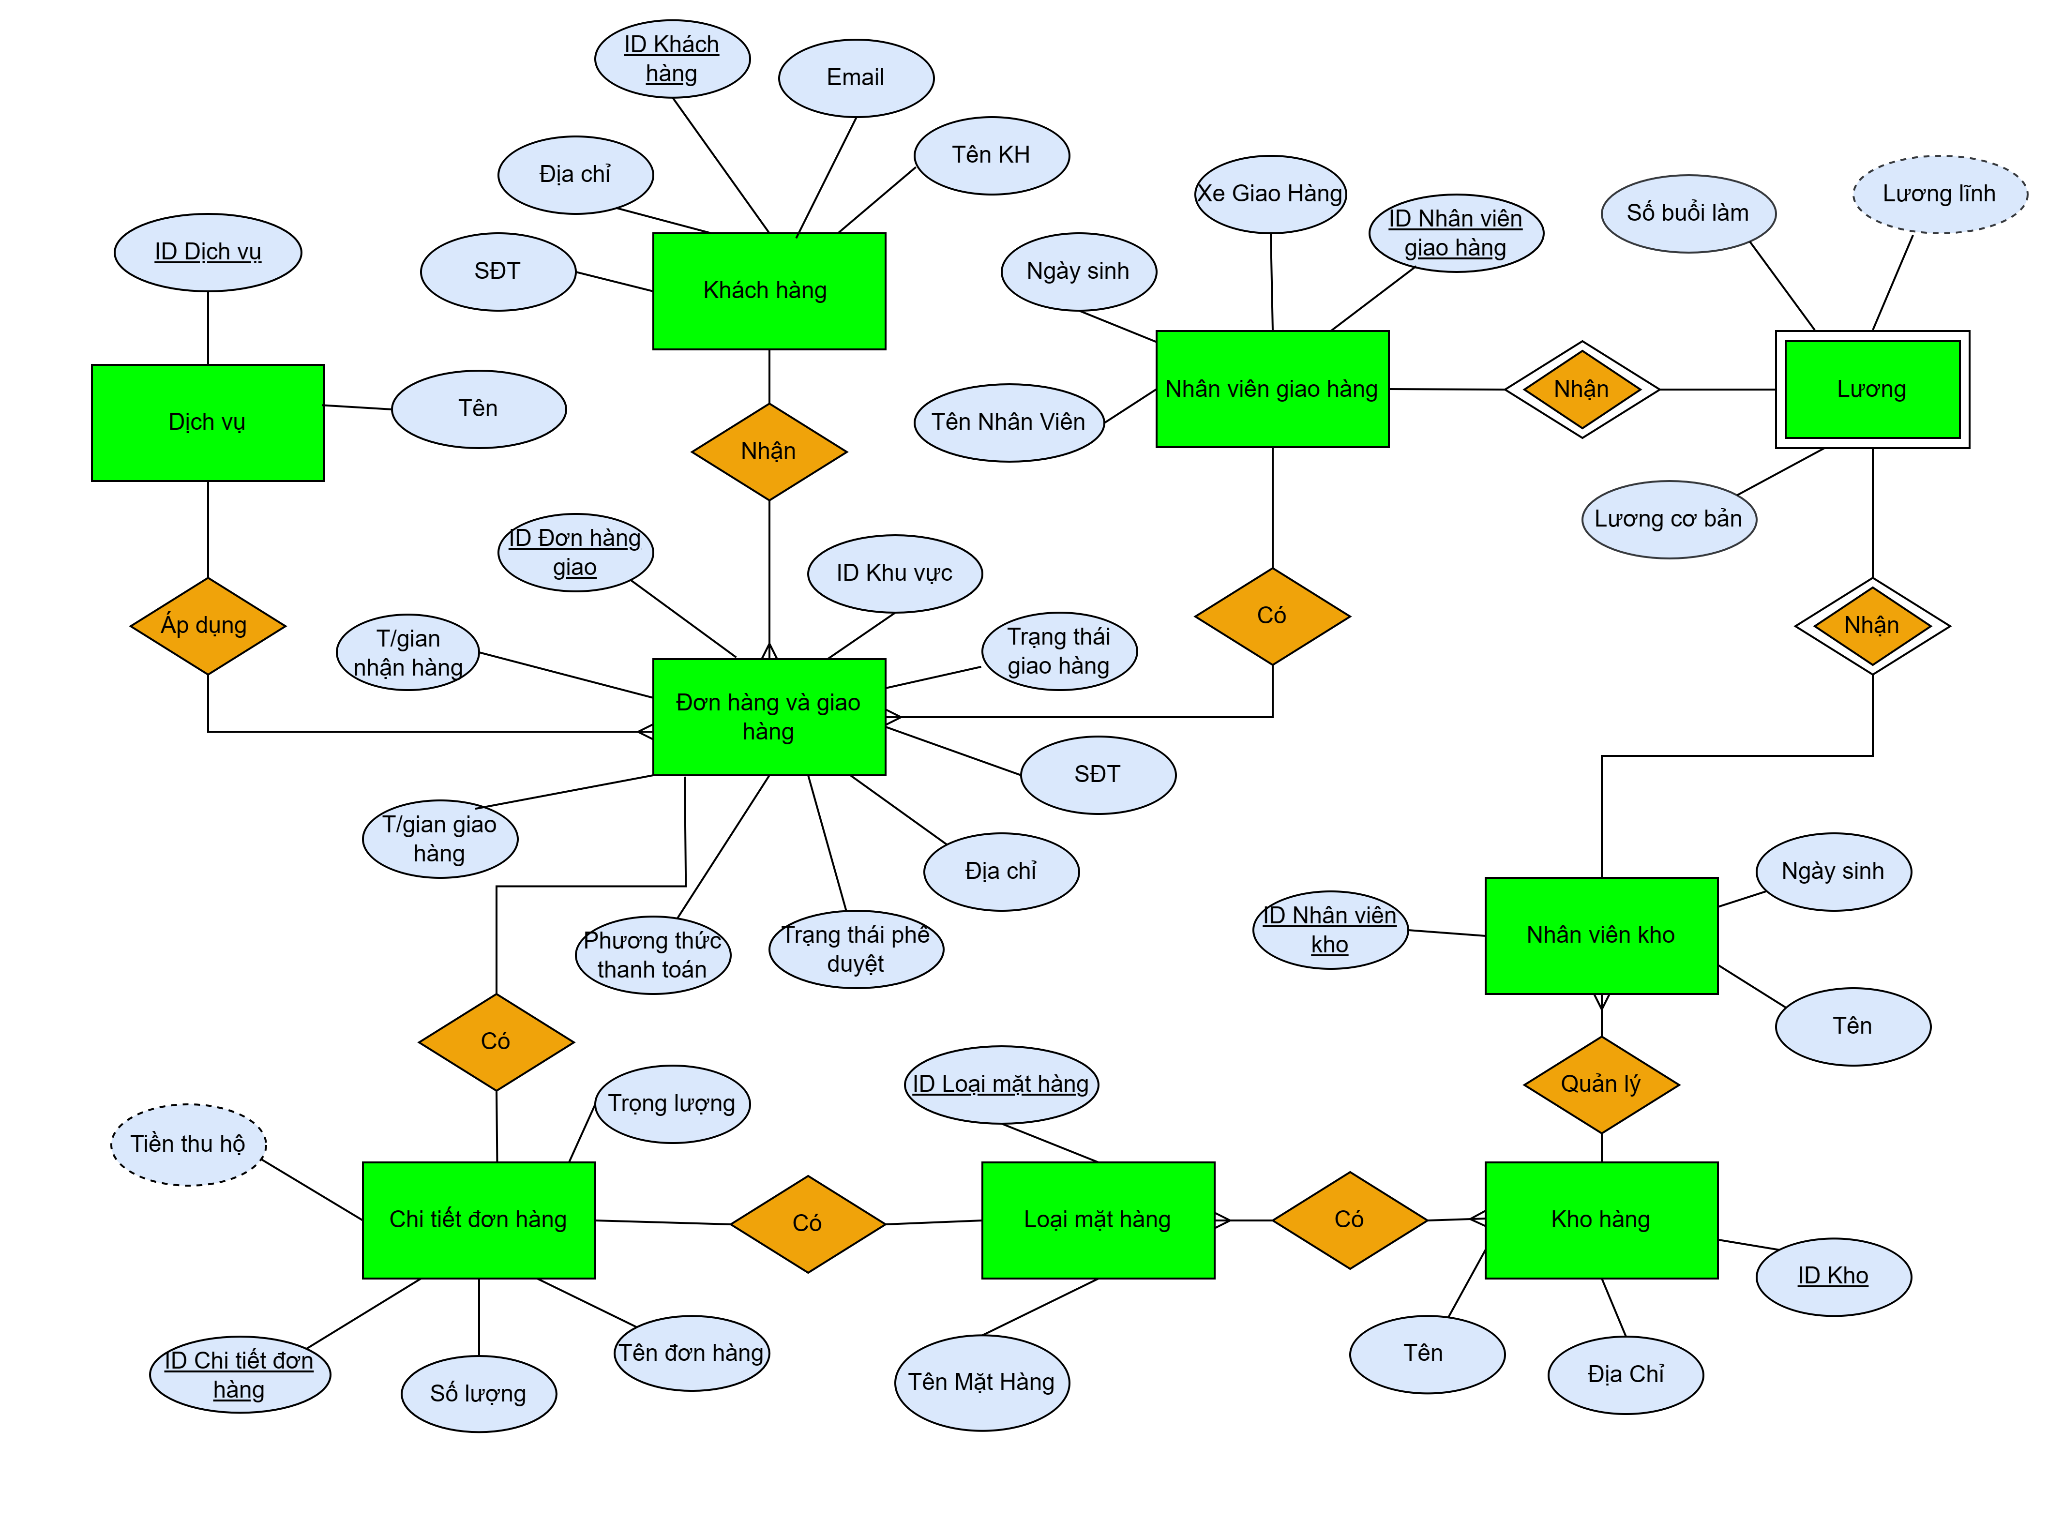 ID Khách
hàng
Email
Tên KH
Địa chỉ
Xe Giao Hàng
Số buổi làm
Lương lĩnh
ID Nhân viên
giao hàng
ID Dịch vụ
SĐT
Ngày sinh
Khách hàng
Dịch vụ
Tên
Nhân viên giao hàng
Nhận
Lương
Tên Nhân Viên
Nhận
Lương cơ bản
ID Đơn hàng
giao
ID Khu vực
Áp dụng
T/gian
nhận hàng
Trạng thái
giao hàng
Có
Nhận
Đơn hàng và giao
hàng
SĐT
T/gian giao
hàng
Địa chỉ
Phương thức
thanh toán
Trạng thái phê
duyệt
Ngày sinh
ID Nhân viên
kho
Nhân viên kho
Tên
Có
Trọng lượng
ID Loại mặt hàng
Quản lý
Tiền thu hộ
Chi tiết đơn hàng
Có
Loại mặt hàng
Có
Kho hàng
ID Kho
ID Chi tiết đơn
hàng
Số lượng
Tên đơn hàng
Tên Mặt Hàng
Tên
Địa Chỉ